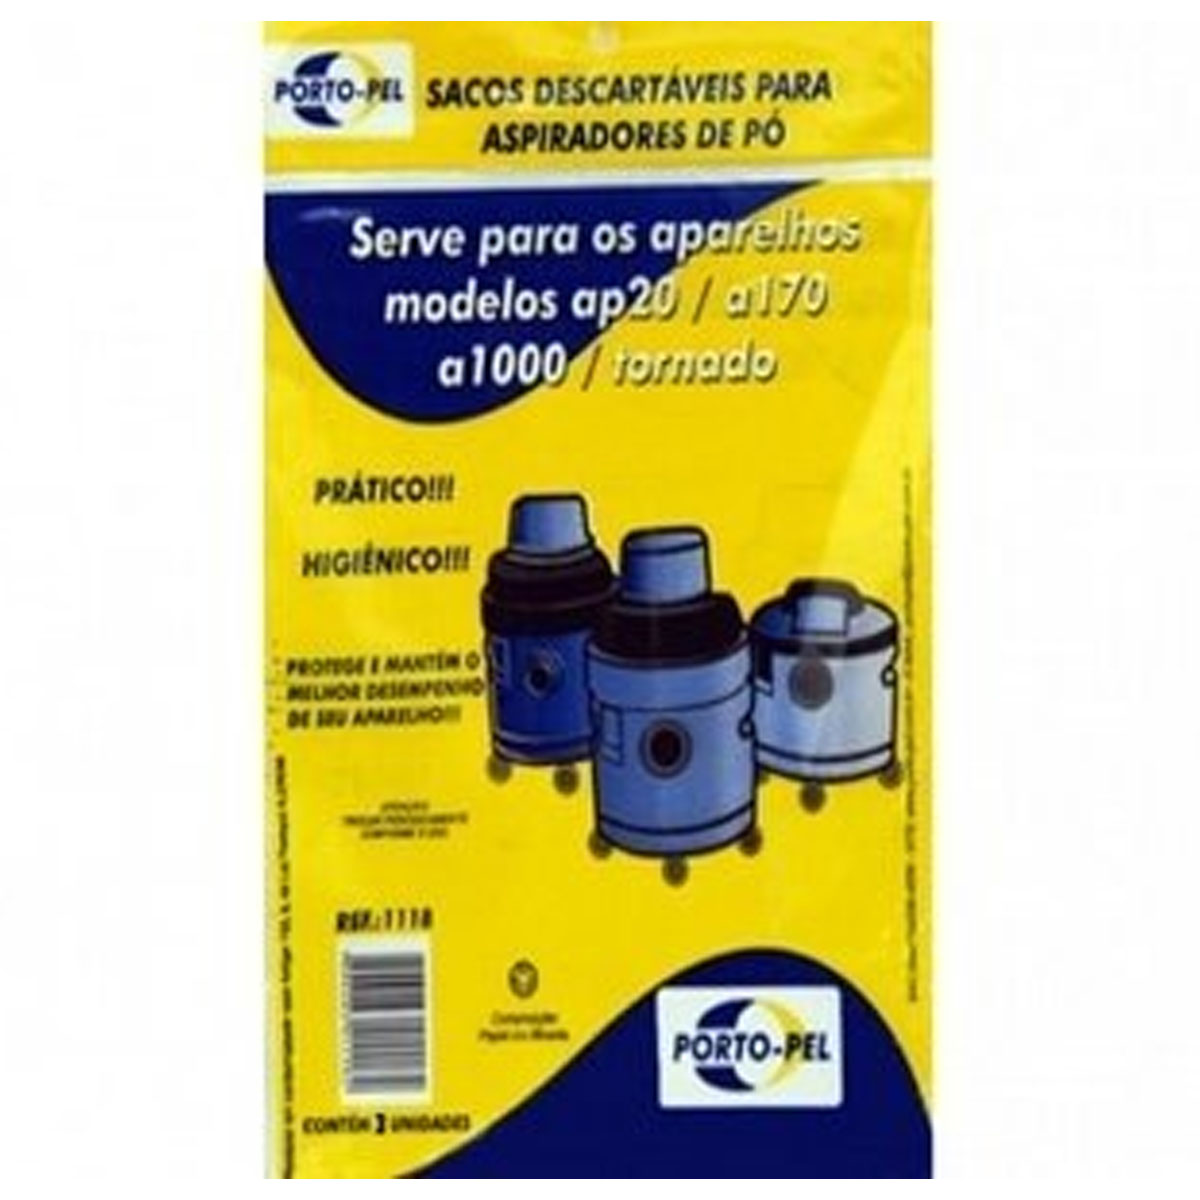 PORTO-PEL
SACOS DESCARTÁVEIS PARA
ASPIRADORES DE PÓ
Serve para os aparelhos
modelos ap20 / a170
a1000 / tornado
PRÁTICO!!!
HIGIÊNICO!!!
PROTEGE E MANTÉM O
MELHOR DESEMPENHO
DE SEU APARELHO!!!
REF.:1118
PORTO-PEL
CONTÉM 3 UNIDADES